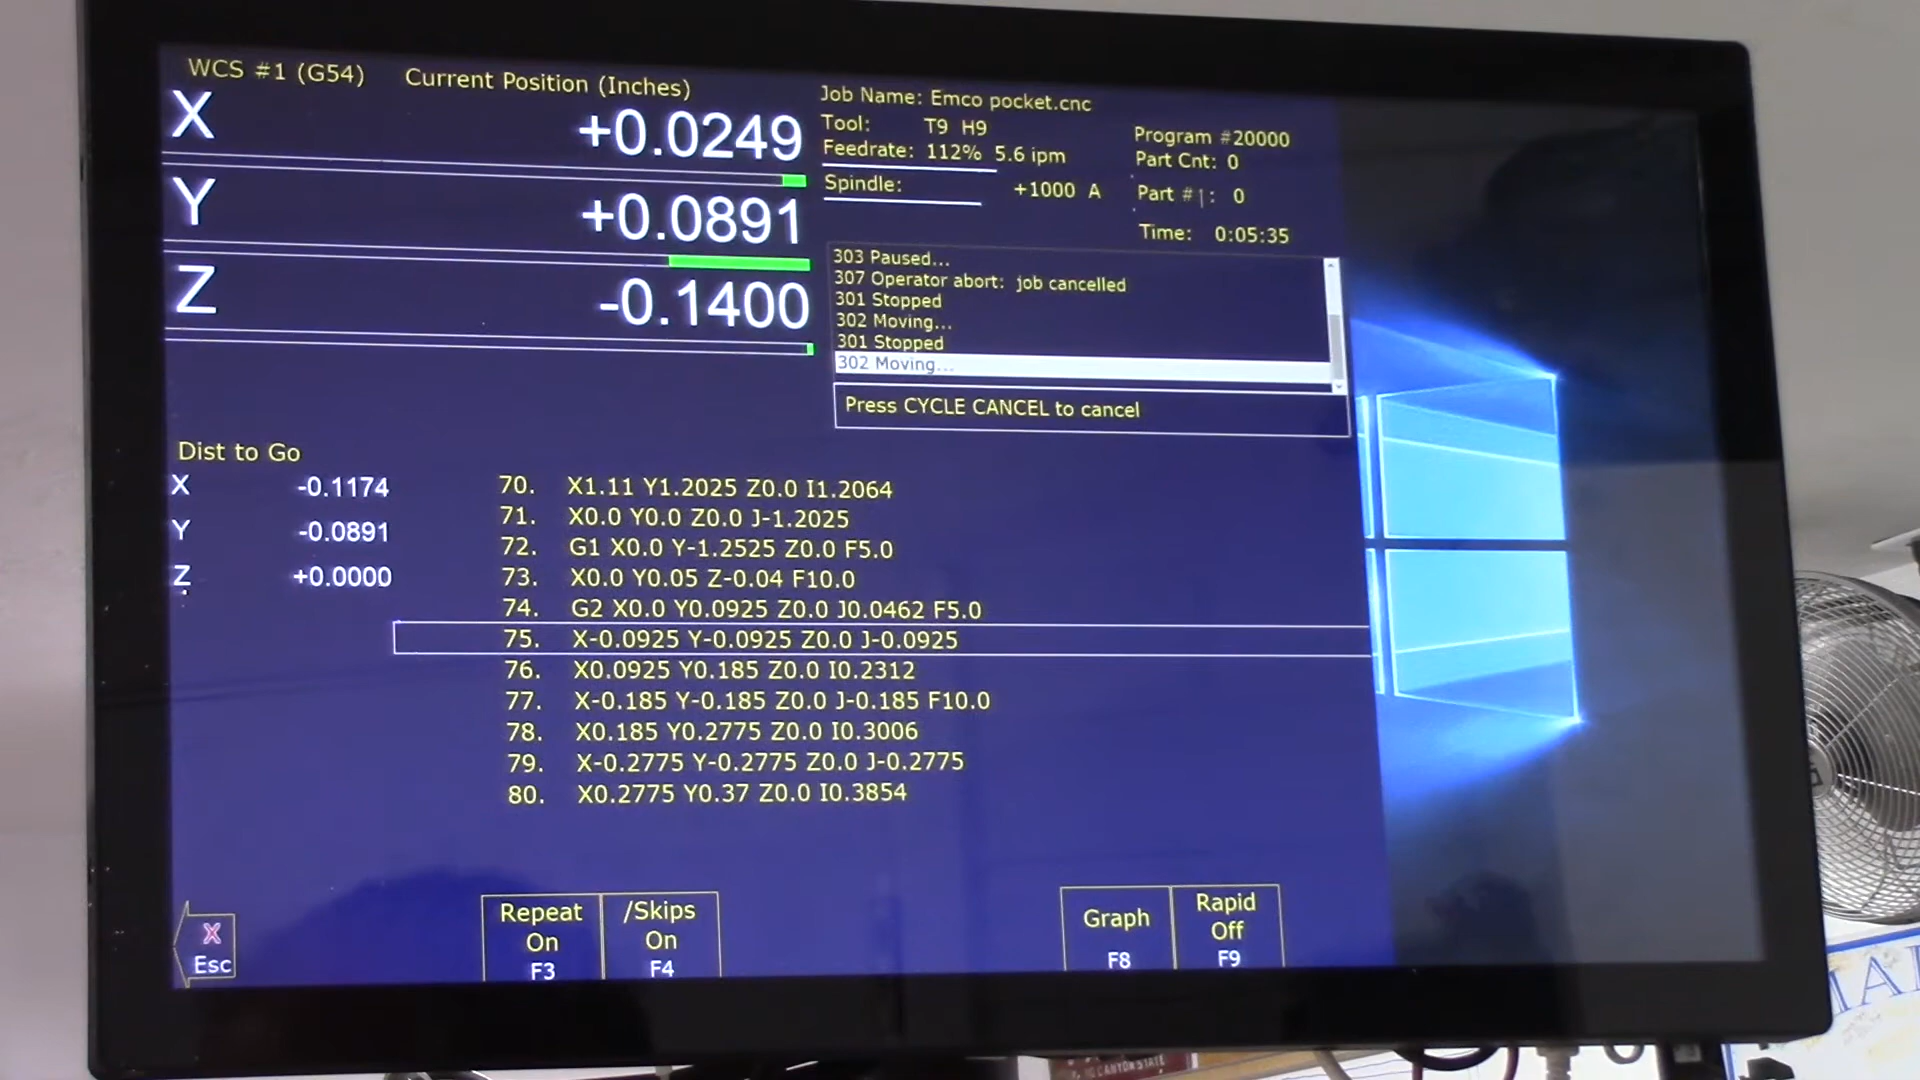 WCS #1 (G54) Current Position (Inches)
X +0.0249
Y +0.0891
Z -0.1400
Job Name: Emco pocket.cnc
Tool: T9 H9
Feedrate: 112% 5.6 ipm
Spindle: +1000 A
Program #20000
Part Cnt: 0
Part # : 0
Time: 0:05:35
303 Paused...
307 Operator abort: job cancelled
301 Stopped
302 Moving...
301 Stopped
302 Moving...
Press CYCLE CANCEL to cancel
Dist to Go
X -0.1174
Y -0.0891
Z +0.0000
70. X1.11 Y1.2025 Z0.0 I1.2064
71. X0.0 Y0.0 Z0.0 J-1.2025
72. G1 X0.0 Y-1.2525 Z0.0 F5.0
73. X0.0 Y0.05 Z-0.04 F10.0
74. G2 X0.0 Y0.0925 Z0.0 J0.0462 F5.0
75. X-0.0925 Y-0.0925 Z0.0 J-0.0925
76. X0.0925 Y0.185 Z0.0 I0.2312
77. X-0.185 Y-0.185 Z0.0 J-0.185 F10.0
78. X0.185 Y0.2775 Z0.0 I0.3006
79. X-0.2775 Y-0.2775 Z0.0 J-0.2775
80. X0.2775 Y0.37 Z0.0 I0.3854
X
Esc
Repeat
On
F3
/Skips
On
F4
Graph
F8
Rapid
Off
F9